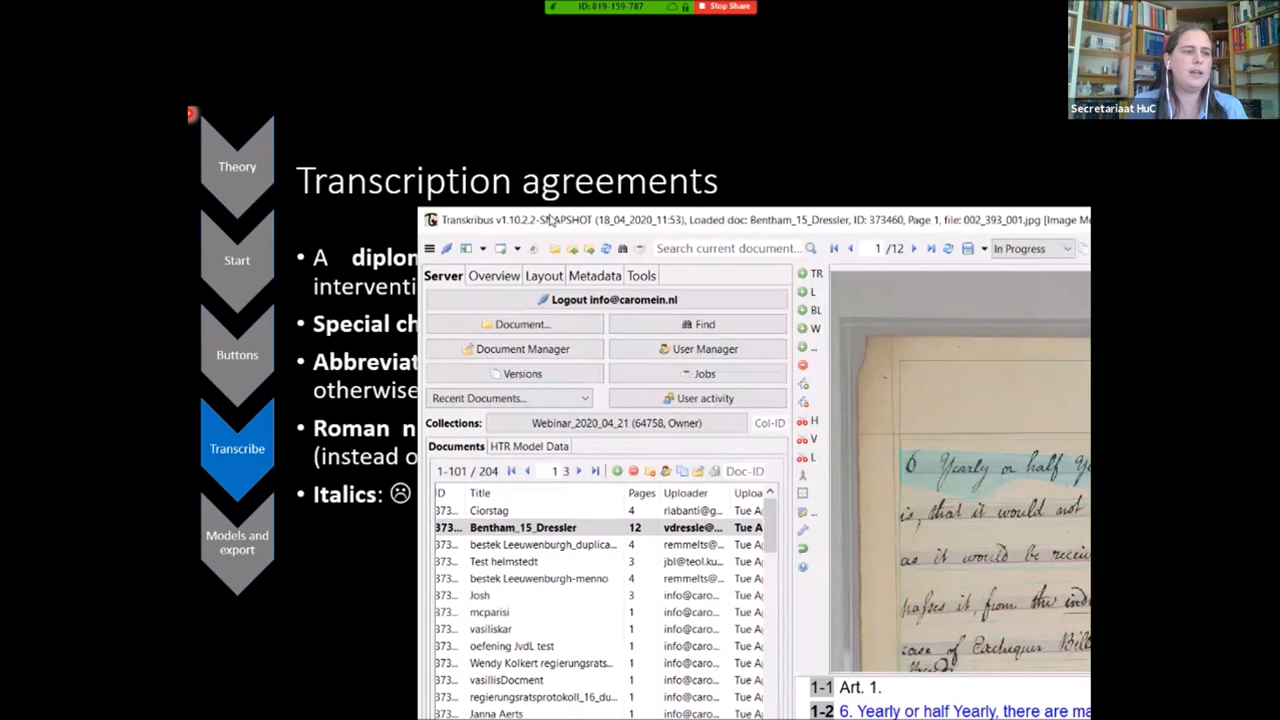 ID: 819-159-787 Stop Share
Secretariaat HuC
Theory
Start
Buttons
Transcribe
Models and
export
Transcription agreements
• A diplom
interventi
• Special ch
• Abbreviat
otherwise
• Roman n
(instead o
• Italics: ☹
Transkribus v1.10.2.2-SNAPSHOT (18_04_2020_11:53), Loaded doc: Bentham_15_Dressler, ID: 373460, Page 1, file: 002_393_001.jpg [Image M
Search current document... 1 /12 In Progress
Server Overview Layout Metadata Tools
Logout info@caromein.nl
Document... Find
Document Manager User Manager
Versions Jobs
Recent Documents... User activity
Collections: Webinar_2020_04_21 (64758, Owner) Col-ID
Documents HTR Model Data
1-101 / 204 1 3 Doc-ID
ID Title Pages Uploader Uploa
373... Ciorstag 4 rlabanti@g... Tue A
373... Bentham_15_Dressler 12 vdressle@... Tue A
373... bestek Leeuwenburgh_duplica... 4 remmelts@... Tue A
373... Test helmstedt 3 jbl@teol.ku... Tue A
373... bestek Leeuwenburgh-menno 4 remmelts@... Tue A
373... Josh 3 info@caro... Tue A
373... mcparisi 1 info@caro... Tue A
373... vasiliskar 1 info@caro... Tue A
373... oefening JvdL test 1 info@caro... Tue A
373... Wendy Kolkert regierungsrats... 1 info@caro... Tue A
373... vasillisDocment 1 info@caro... Tue A
373... regierungsratsprotokoll_16_du... 1 info@caro... Tue A
373... Janna Aerts 1 info@caro... Tue A
TR
L
BL
W
...
H
V
L
...
6 Yearly or half Ye
is, that it would not
as it would be receiv
passes it, from the ind
case of Exchequer Bill
1-1 Art. 1.
1-2 6. Yearly or half Yearly, there are ma